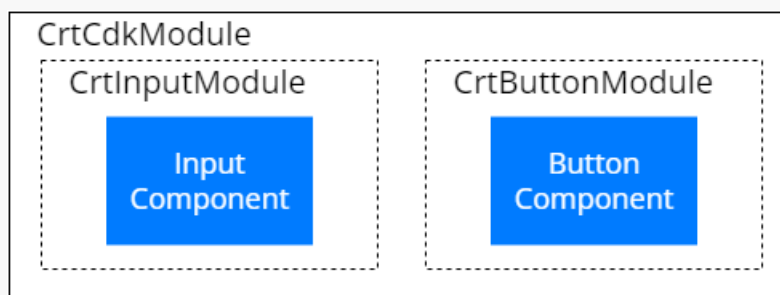 CrtCdkModule
CrtInputModule
CrtButtonModule
Input
Component
Button
Component